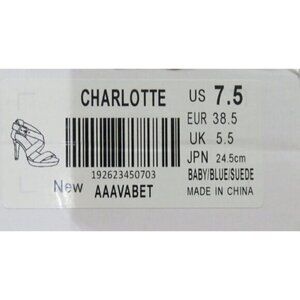 CHARLOTTE
192623450703
New AAAVABET
US 7.5
EUR 38.5
UK 5.5
JPN 24.5cm
BABY/BLUE/SUEDE
MADE IN CHINA